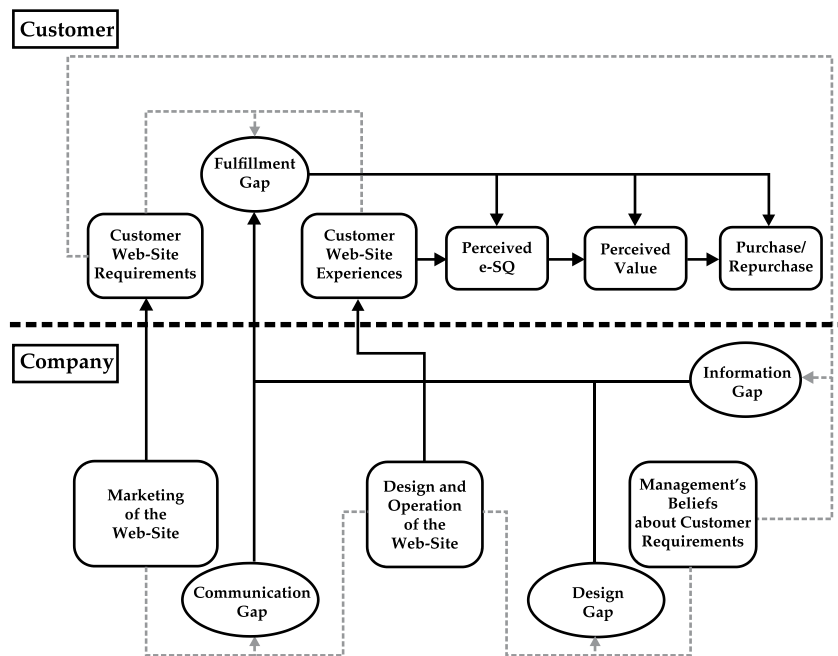 Customer
Fulfillment
Gap
Customer
Web-Site
Requirements
Customer
Web-Site
Experiences
Perceived
e-SQ
Perceived
Value
Purchase/
Repurchase
Company
Information
Gap
Marketing
of the
Web-Site
Design and
Operation
of the
Web-Site
Management's
Beliefs
about Customer
Requirements
Communication
Gap
Design
Gap